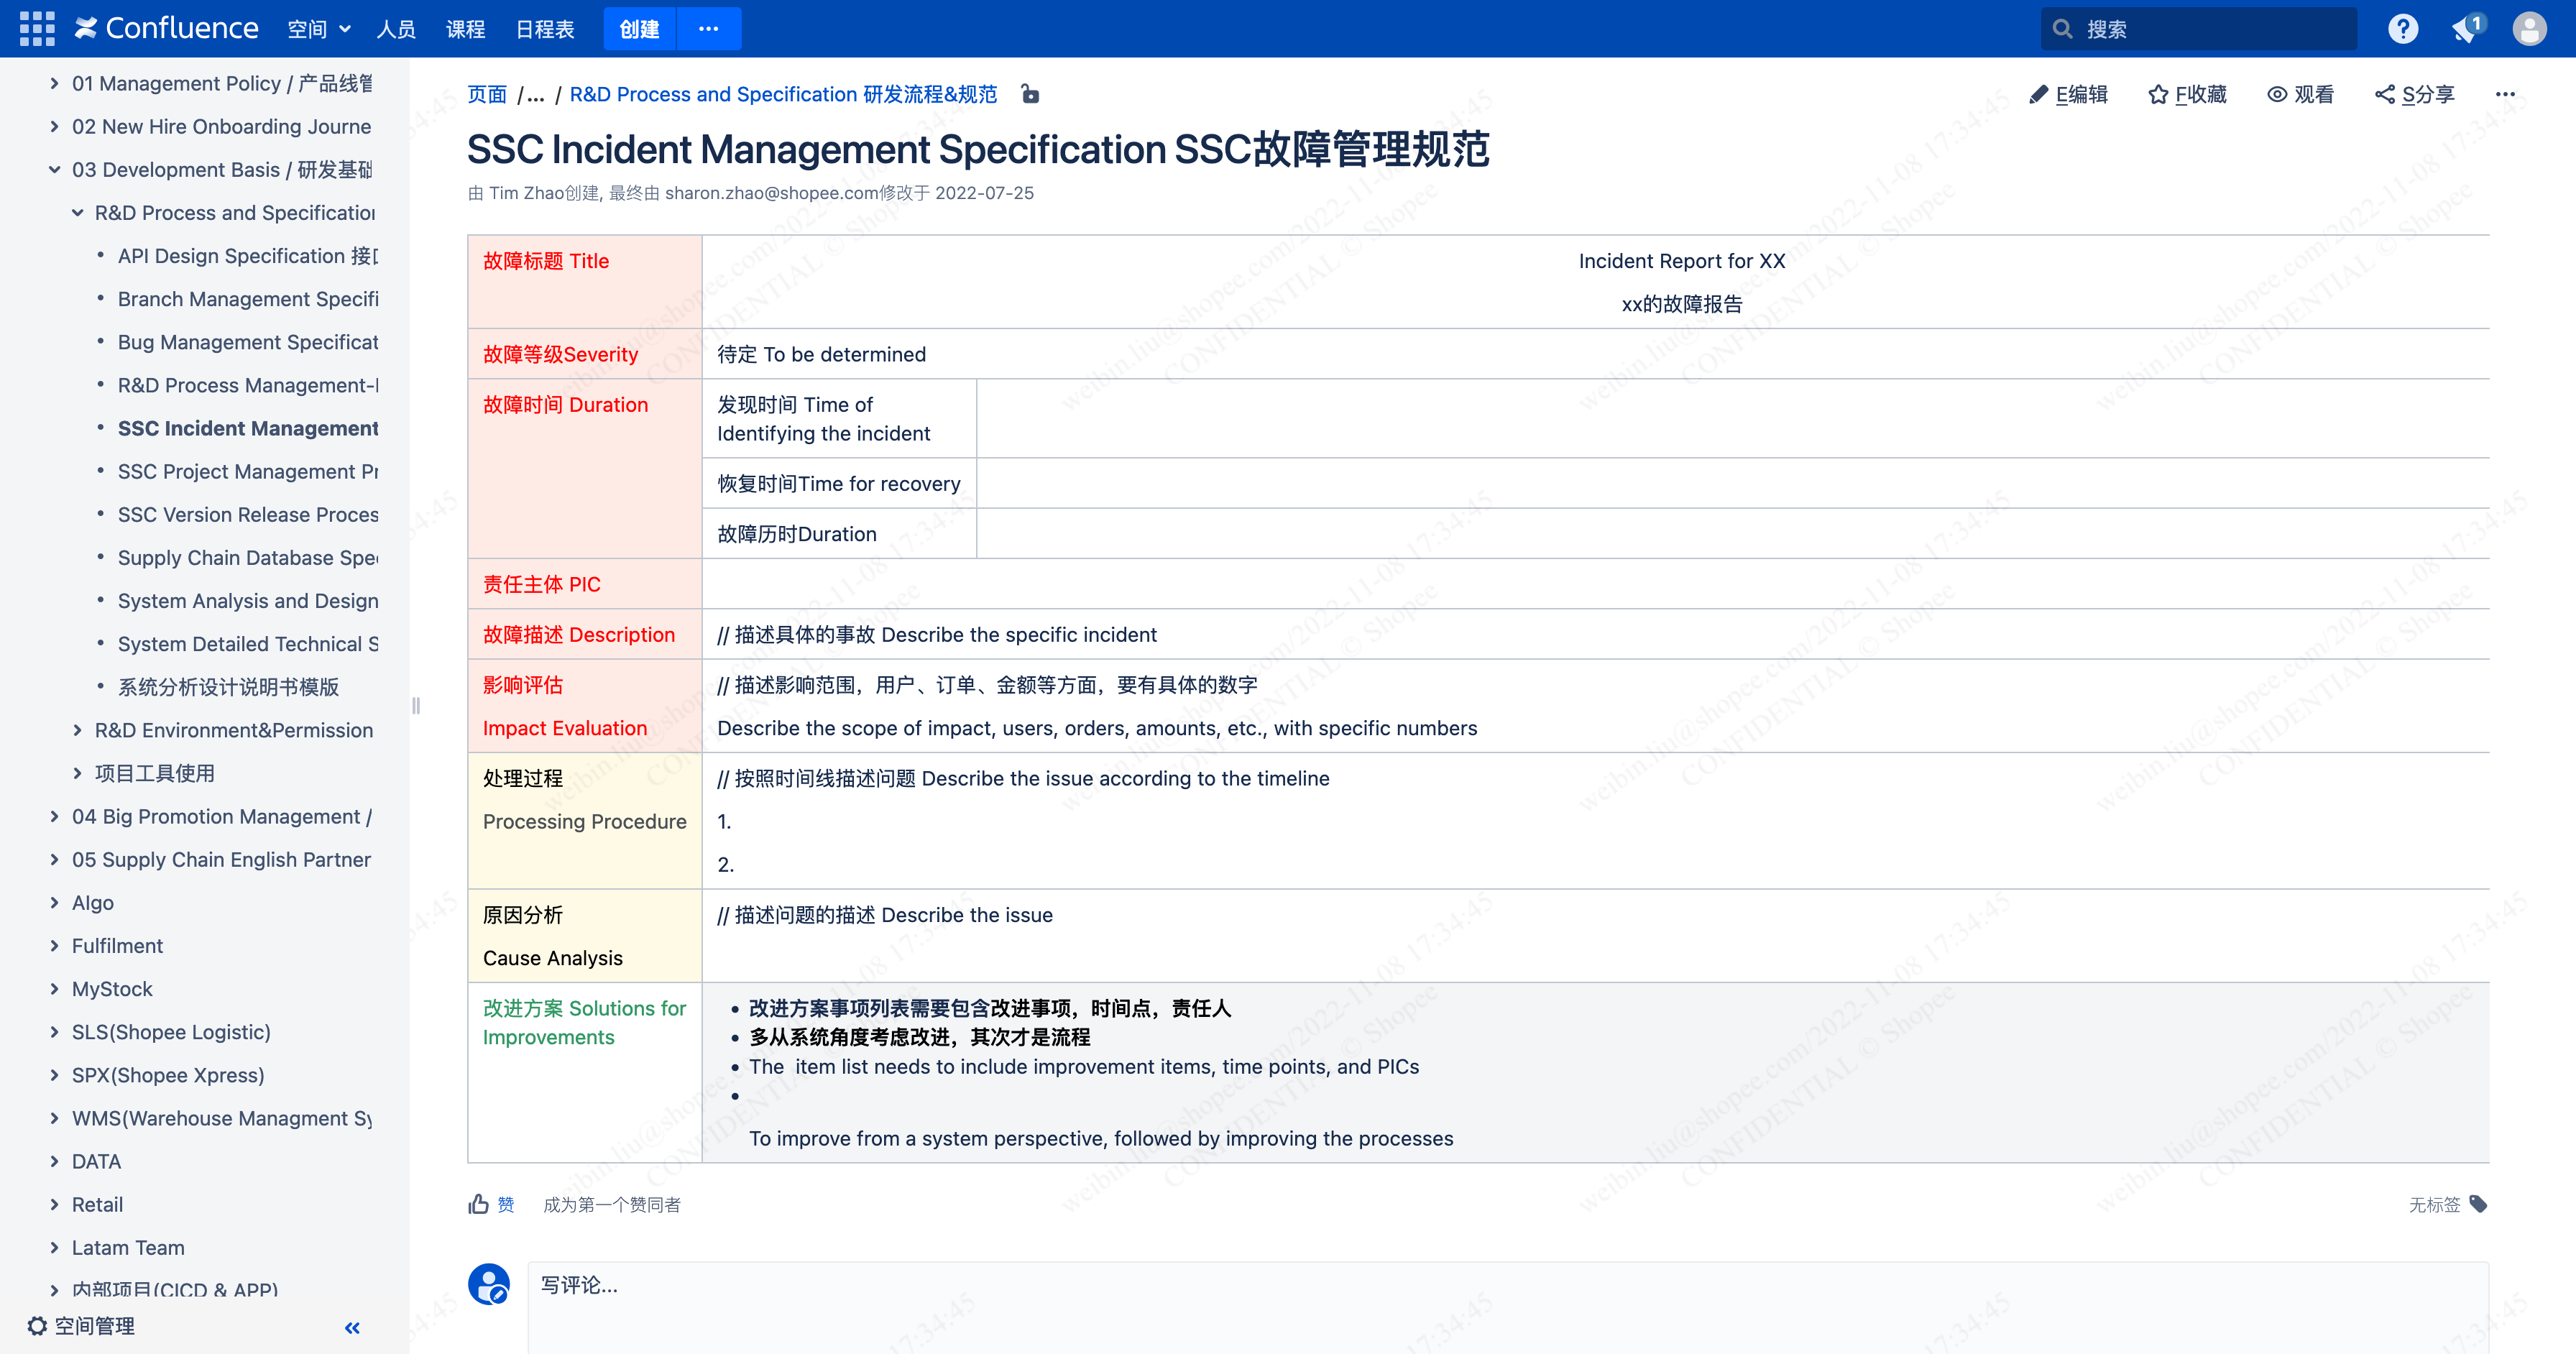 Confluence
空间
人员
课程
日程表
创建
搜索
1
01 Management Policy / 产品线管
02 New Hire Onboarding Journe
03 Development Basis / 研发基础
R&D Process and Specification
API Design Specification 接口
Branch Management Specifi
Bug Management Specificat
R&D Process Management-
SSC Incident Management
SSC Project Management Pr
SSC Version Release Proces
Supply Chain Database Spe
System Analysis and Design
System Detailed Technical S
系统分析设计说明书模版
R&D Environment&Permission
项目工具使用
04 Big Promotion Management /
05 Supply Chain English Partner
Algo
Fulfilment
MyStock
SLS(Shopee Logistic)
SPX(Shopee Xpress)
WMS(Warehouse Managment Sy
DATA
Retail
Latam Team
内部项目(CICD & APP)
空间管理
页面 /... / R&D Process and Specification 研发流程&规范
E编辑
F收藏
观看
S分享
SSC Incident Management Specification SSC故障管理规范
由 Tim Zhao创建, 最终由 sharon.zhao@shopee.com修改于 2022-07-25
故障标题 Title
Incident Report for XX
xx的故障报告
故障等级Severity
待定 To be determined
故障时间 Duration
发现时间 Time of
Identifying the incident
恢复时间Time for recovery
故障历时Duration
责任主体 PIC
故障描述 Description
// 描述具体的事故 Describe the specific incident
影响评估
Impact Evaluation
// 描述影响范围，用户、订单、金额等方面，要有具体的数字
Describe the scope of impact, users, orders, amounts, etc., with specific numbers
处理过程
Processing Procedure
// 按照时间线描述问题 Describe the issue according to the timeline
1.
2.
原因分析
Cause Analysis
// 描述问题的描述 Describe the issue
改进方案 Solutions for
Improvements
• 改进方案事项列表需要包含改进事项，时间点，责任人
• 多从系统角度考虑改进，其次才是流程
• The  item list needs to include improvement items, time points, and PICs
•
To improve from a system perspective, followed by improving the processes
赞
成为第一个赞同者
无标签
写评论...
weibin.liu@shopee.com/2022-11-08 17:34:45
CONFIDENTIAL © Shopee